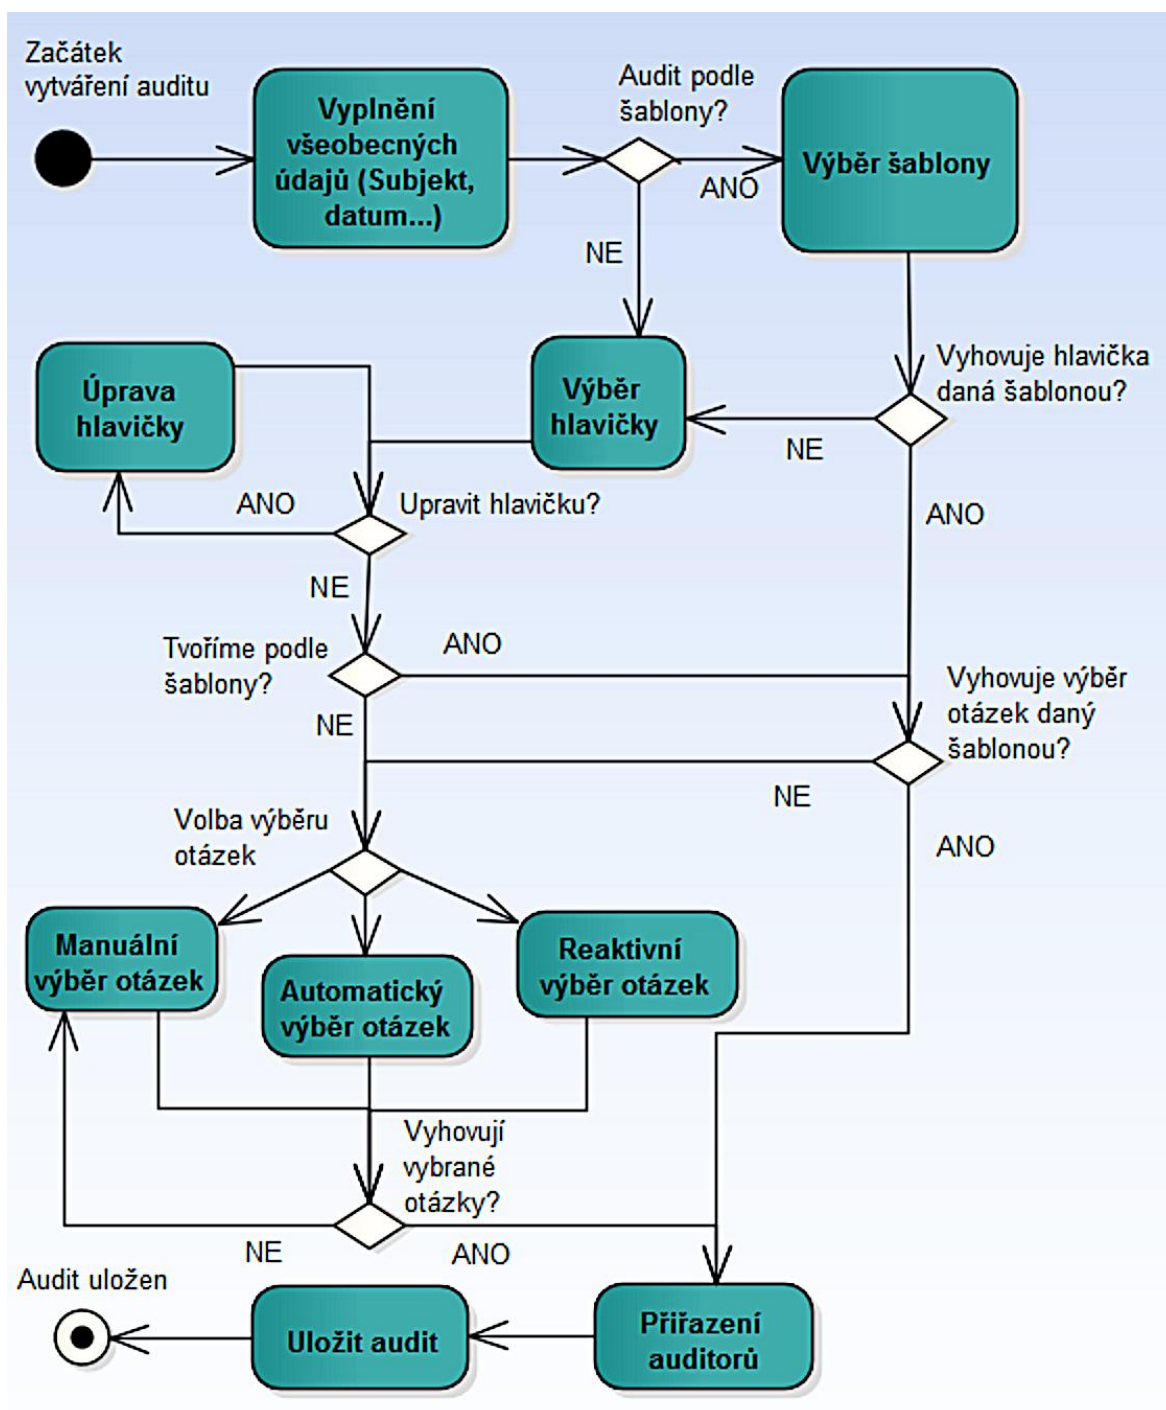 Začátek
vytváření auditu
Vyplnění
všeobecných
údajů (Subjekt,
datum...)
Audit podle
šablony?
ANO
Výběr šablony
NE
Úprava
hlavičky
Výběr
hlavičky
Vyhovuje hlavička
daná šablonou?
NE
ANO
Upravit hlavičku?
ANO
NE
Tvoříme podle
šablony?
ANO
NE
Vyhovuje výběr
otázek daný
šablonou?
NE
ANO
Volba výběru
otázek
Manuální
výběr otázek
Automatický
výběr otázek
Reaktivní
výběr otázek
Vyhovují
vybrané
otázky?
NE
ANO
Audit uložen
Uložit audit
Přiřazení
auditorů